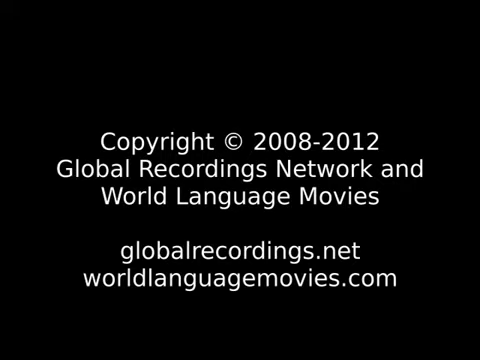 Copyright © 2008-2012
Global Recordings Network and
World Language Movies
globalrecordings.net
worldlanguagemovies.com